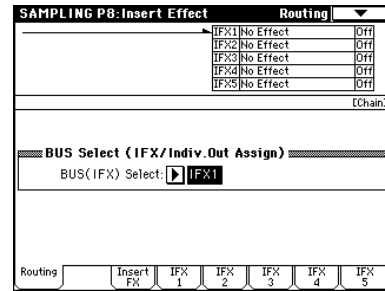 SAMPLING P8:Insert Effect Routing
IFX1 No Effect Off
IFX2 No Effect Off
IFX3 No Effect Off
IFX4 No Effect Off
IFX5 No Effect Off
[Chain]
BUS Select (IFX/Indiv.Out Assign)
BUS(IFX) Select: IFX1
Routing Insert FX IFX 1 IFX 2 IFX 3 IFX 4 IFX 5